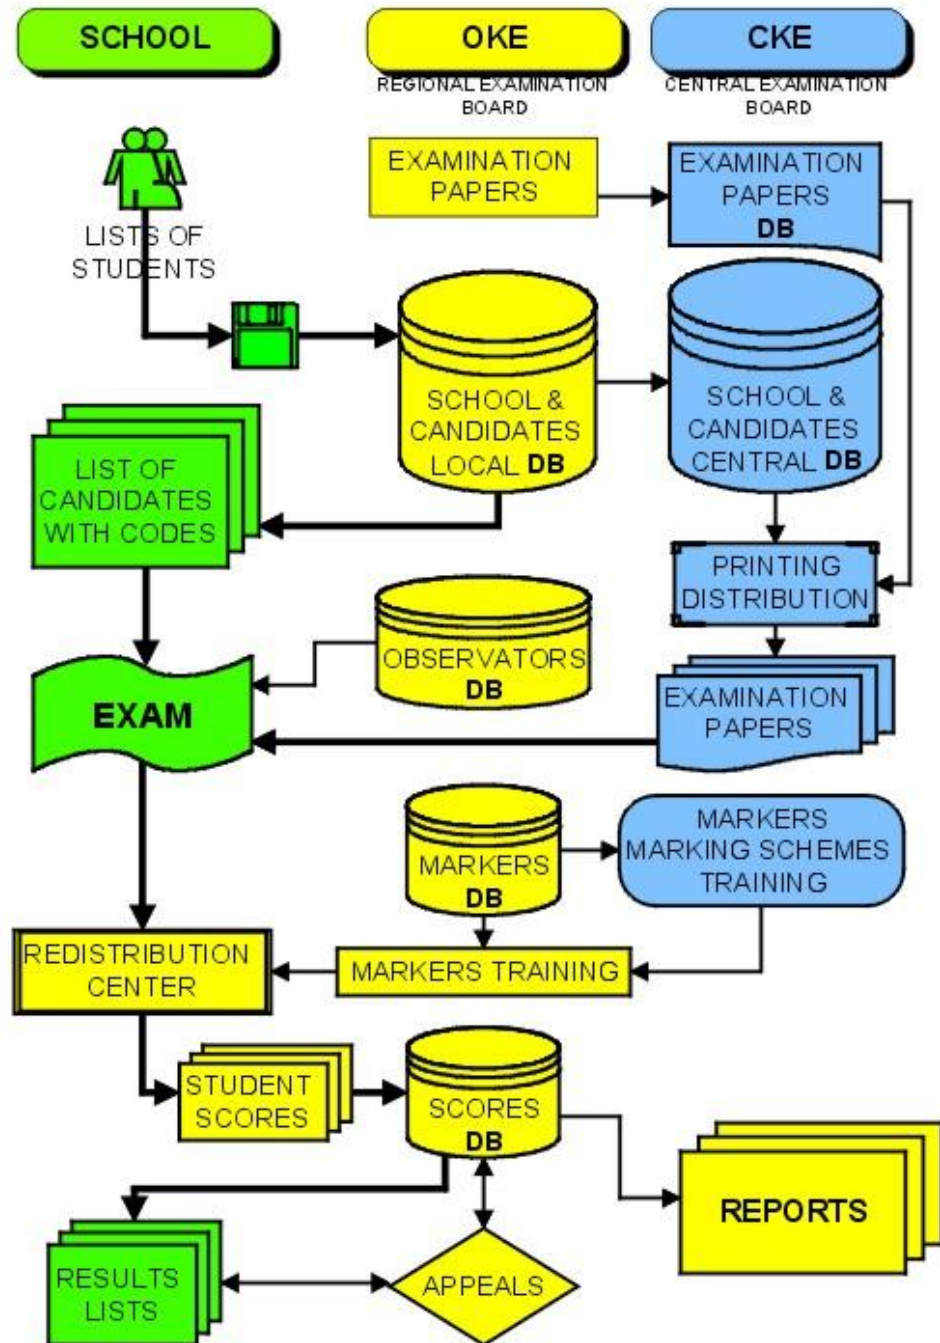 SCHOOL
OKE
CKE
REGIONAL EXAMINATION
BOARD
CENTRAL EXAMINATION
BOARD
LISTS OF
STUDENTS
EXAMINATION
PAPERS
EXAMINATION
PAPERS
DB
SCHOOL &
CANDIDATES
LOCAL DB
SCHOOL &
CANDIDATES
CENTRAL DB
LIST OF
CANDIDATES
WITH CODES
PRINTING
DISTRIBUTION
OBSERVATORS
DB
EXAM
EXAMINATION
PAPERS
MARKERS
DB
MARKERS
MARKING SCHEMES
TRAINING
REDISTRIBUTION
CENTER
MARKERS TRAINING
STUDENT
SCORES
SCORES
DB
REPORTS
RESULTS
LISTS
APPEALS